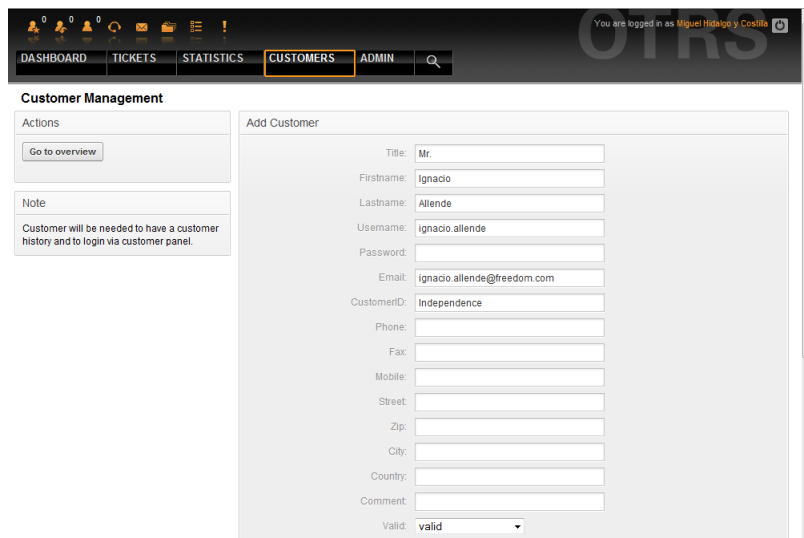 0 0 0
You are logged in as Miguel Hidalgo y Costilla
OTRS
DASHBOARD TICKETS STATISTICS CUSTOMERS ADMIN
Customer Management
Actions
Go to overview
Note
Customer will be needed to have a customer
history and to login via customer panel.
Add Customer
Title: Mr.
Firstname: Ignacio
Lastname: Allende
Username: ignacio.allende
Password:
Email: ignacio.allende@freedom.com
CustomerID: Independence
Phone:
Fax:
Mobile:
Street:
Zip:
City:
Country:
Comment:
Valid: valid